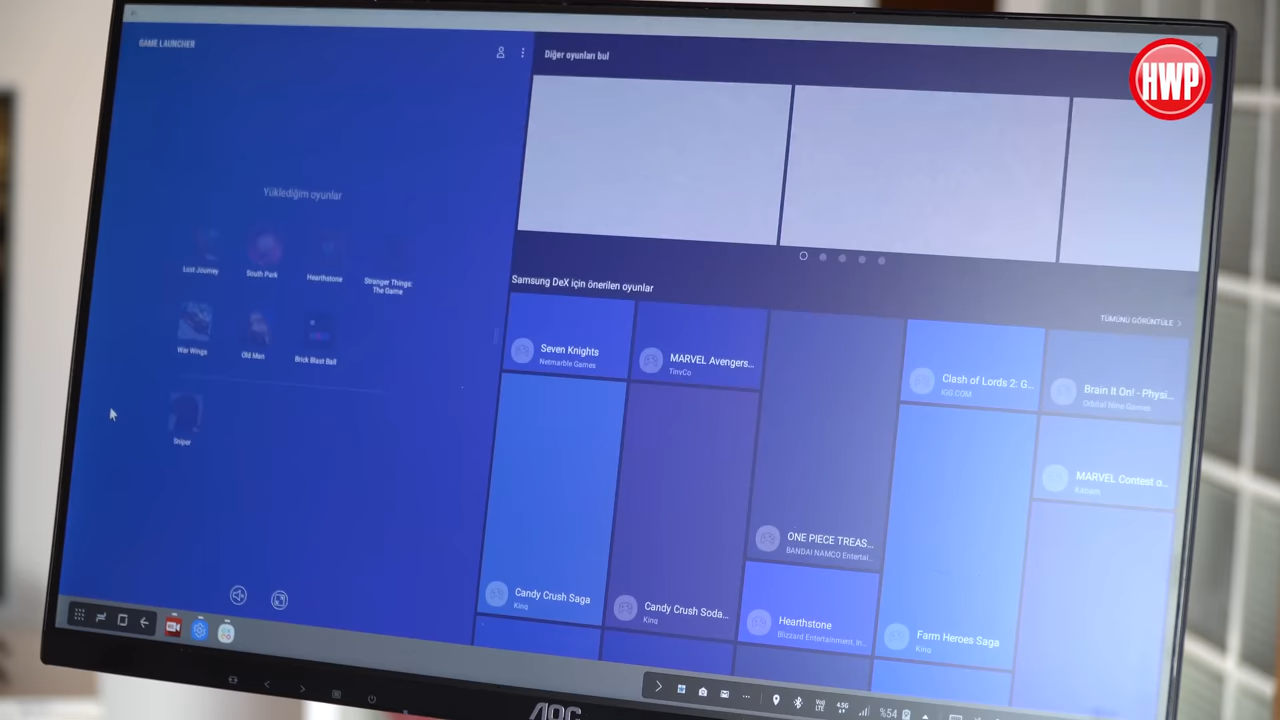 GAME LAUNCHER
Diğer oyunları bul
HWP
Yüklediğim oyunlar
Lost Journey
South Park
Hearthstone
Stranger Things:
The Game
War Wings
Old Man
Brick Blast Ball
Sniper
Samsung DeX için önerilen oyunlar
TÜMÜNÜ GÖRÜNTÜLE
Seven Knights
Netmarble Games
MARVEL Avengers...
TinyCo
Clash of Lords 2: G...
IGG.COM
Brain It On! - Physi...
Orbital Nine Games
MARVEL Contest o...
Kabam
ONE PIECE TREAS...
BANDAI NAMCO Entertai...
Candy Crush Saga
King
Candy Crush Soda...
King
Hearthstone
Blizzard Entertainment, In...
Farm Heroes Saga
King
LTE
4.5G
%54
AOC